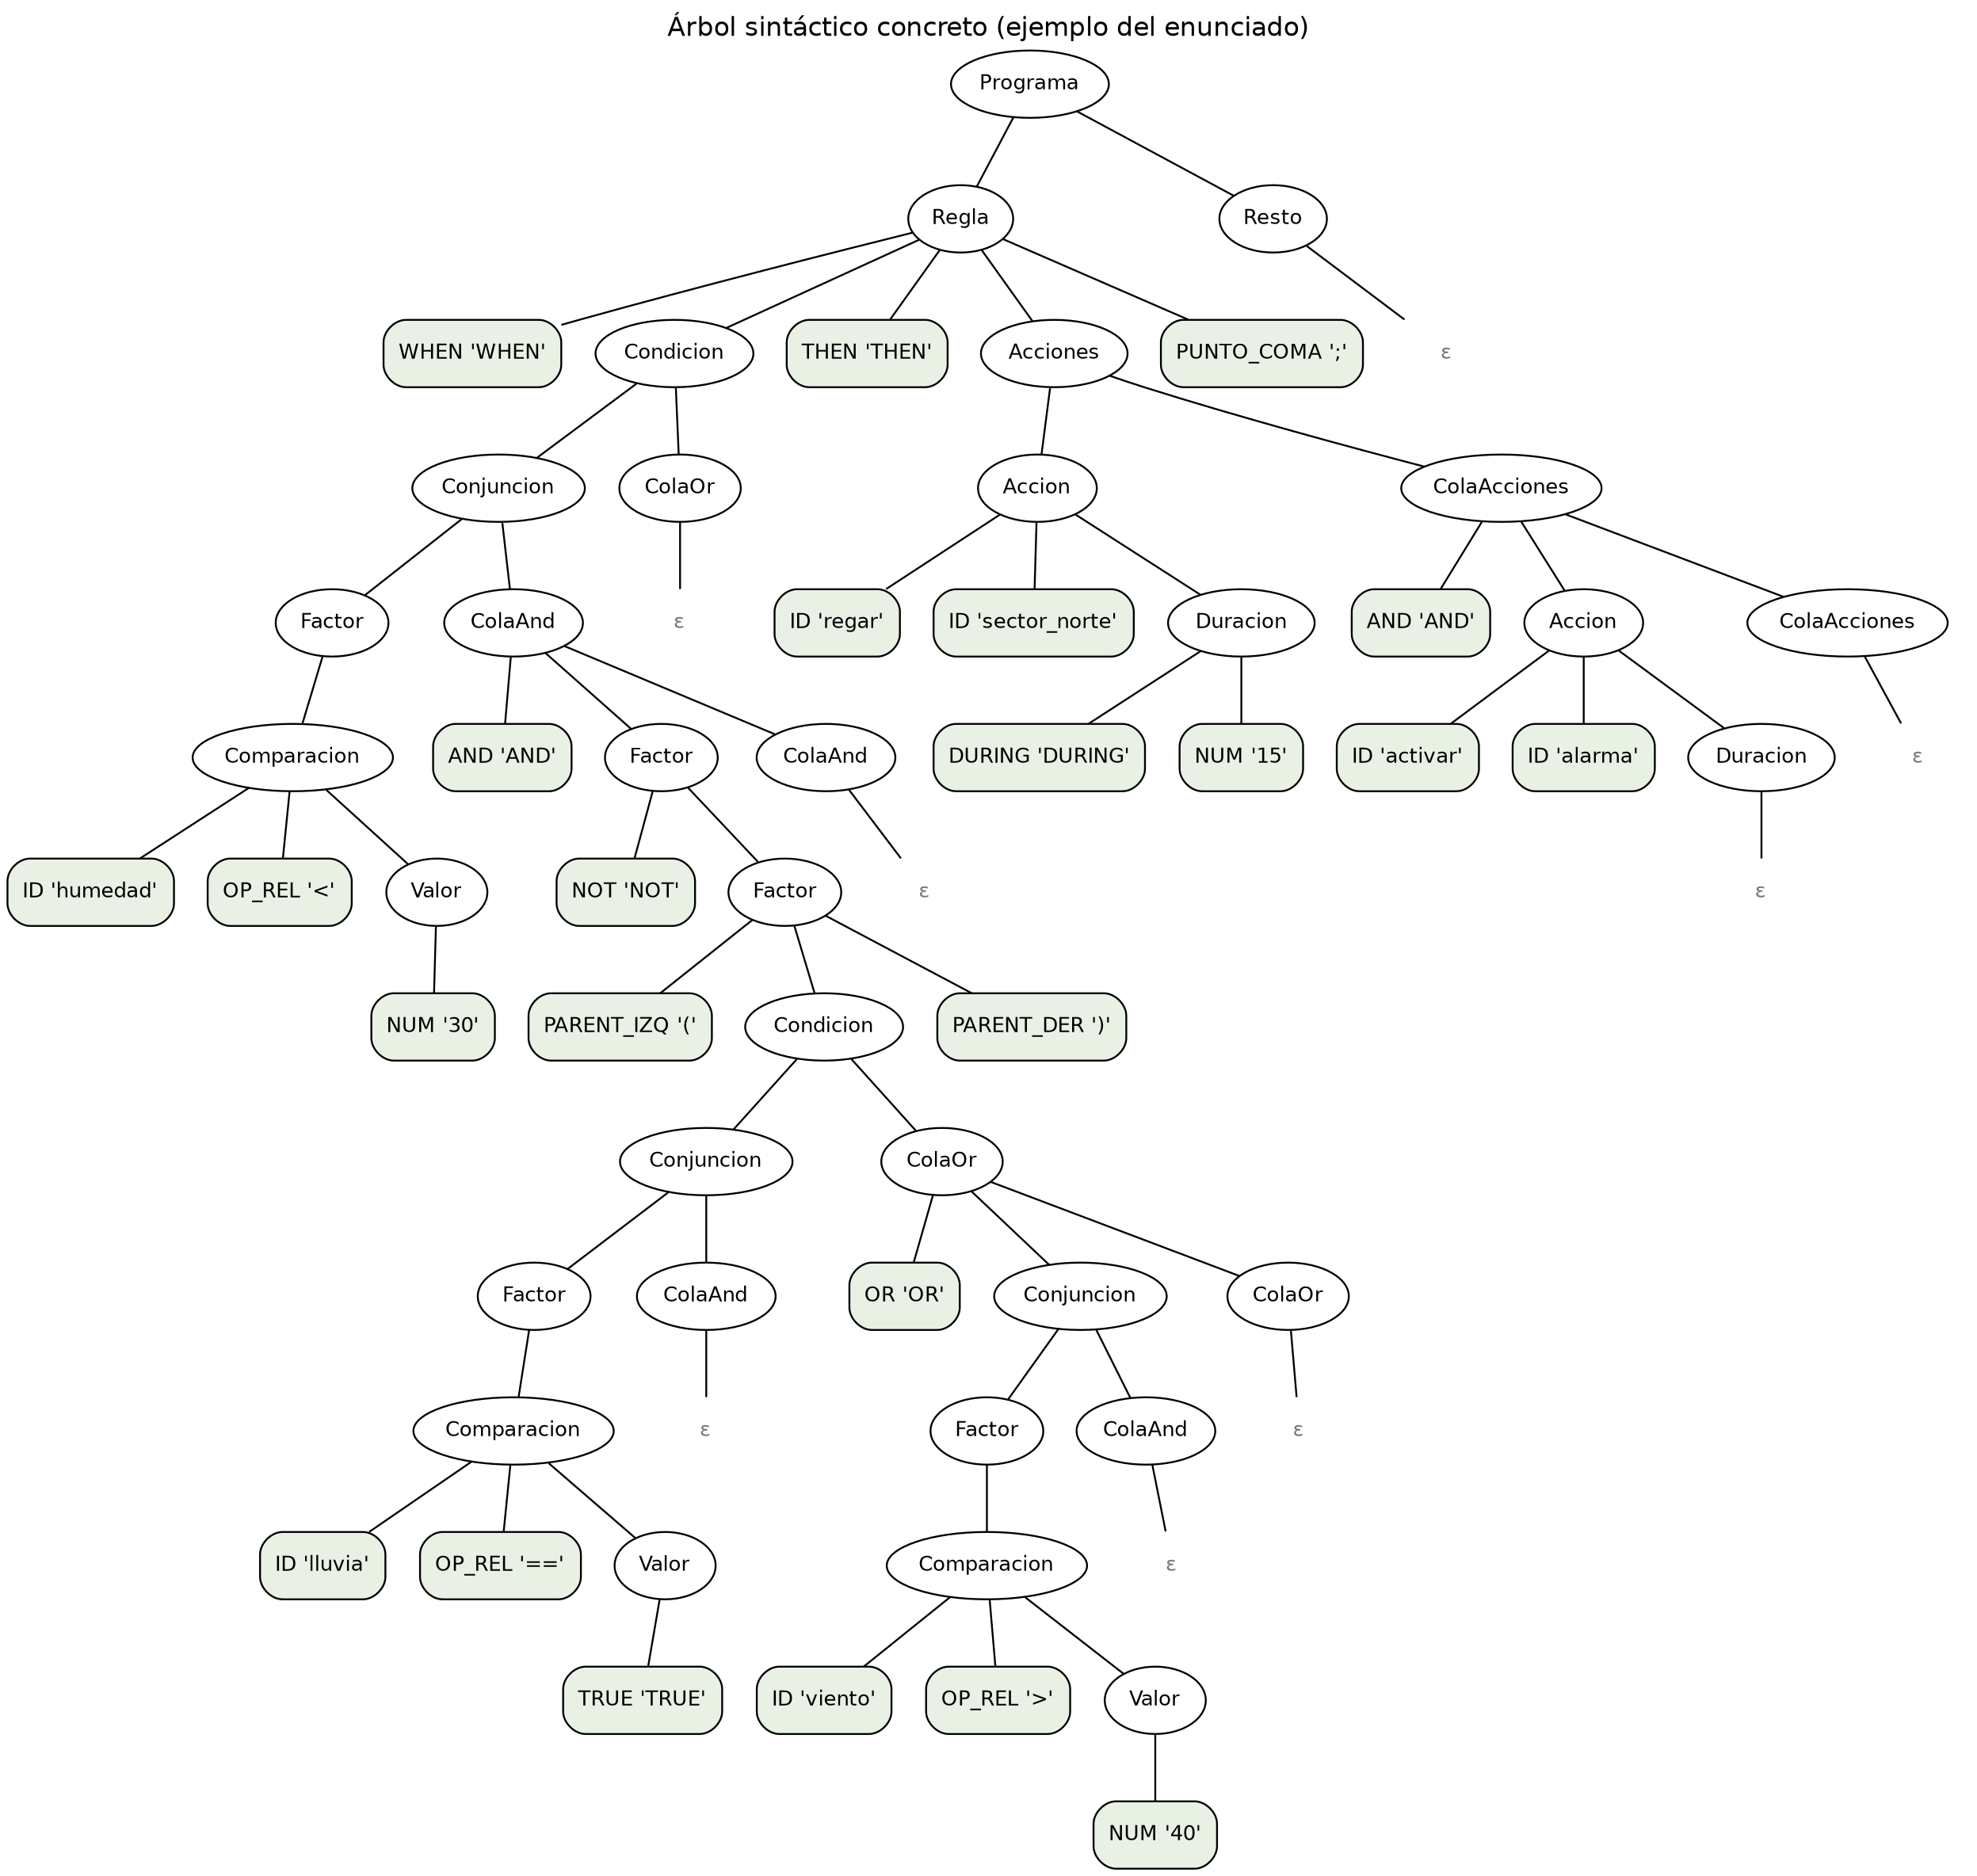 Árbol sintáctico concreto (ejemplo del enunciado)
Programa
Regla
Resto
WHEN 'WHEN'
Condicion
THEN 'THEN'
Acciones
PUNTO_COMA ';'
ε
Conjuncion
ColaOr
Accion
ColaAcciones
Factor
ColaAnd
ε
ID 'regar'
ID 'sector_norte'
Duracion
AND 'AND'
Accion
ColaAcciones
Comparacion
AND 'AND'
Factor
ColaAnd
DURING 'DURING'
NUM '15'
ID 'activar'
ID 'alarma'
Duracion
ε
ID 'humedad'
OP_REL '<'
Valor
NOT 'NOT'
Factor
ε
ε
NUM '30'
PARENT_IZQ '('
Condicion
PARENT_DER ')'
Conjuncion
ColaOr
Factor
ColaAnd
OR 'OR'
Conjuncion
ColaOr
Comparacion
ε
Factor
ColaAnd
ε
ID 'lluvia'
OP_REL '=='
Valor
Comparacion
ε
TRUE 'TRUE'
ID 'viento'
OP_REL '>'
Valor
NUM '40'